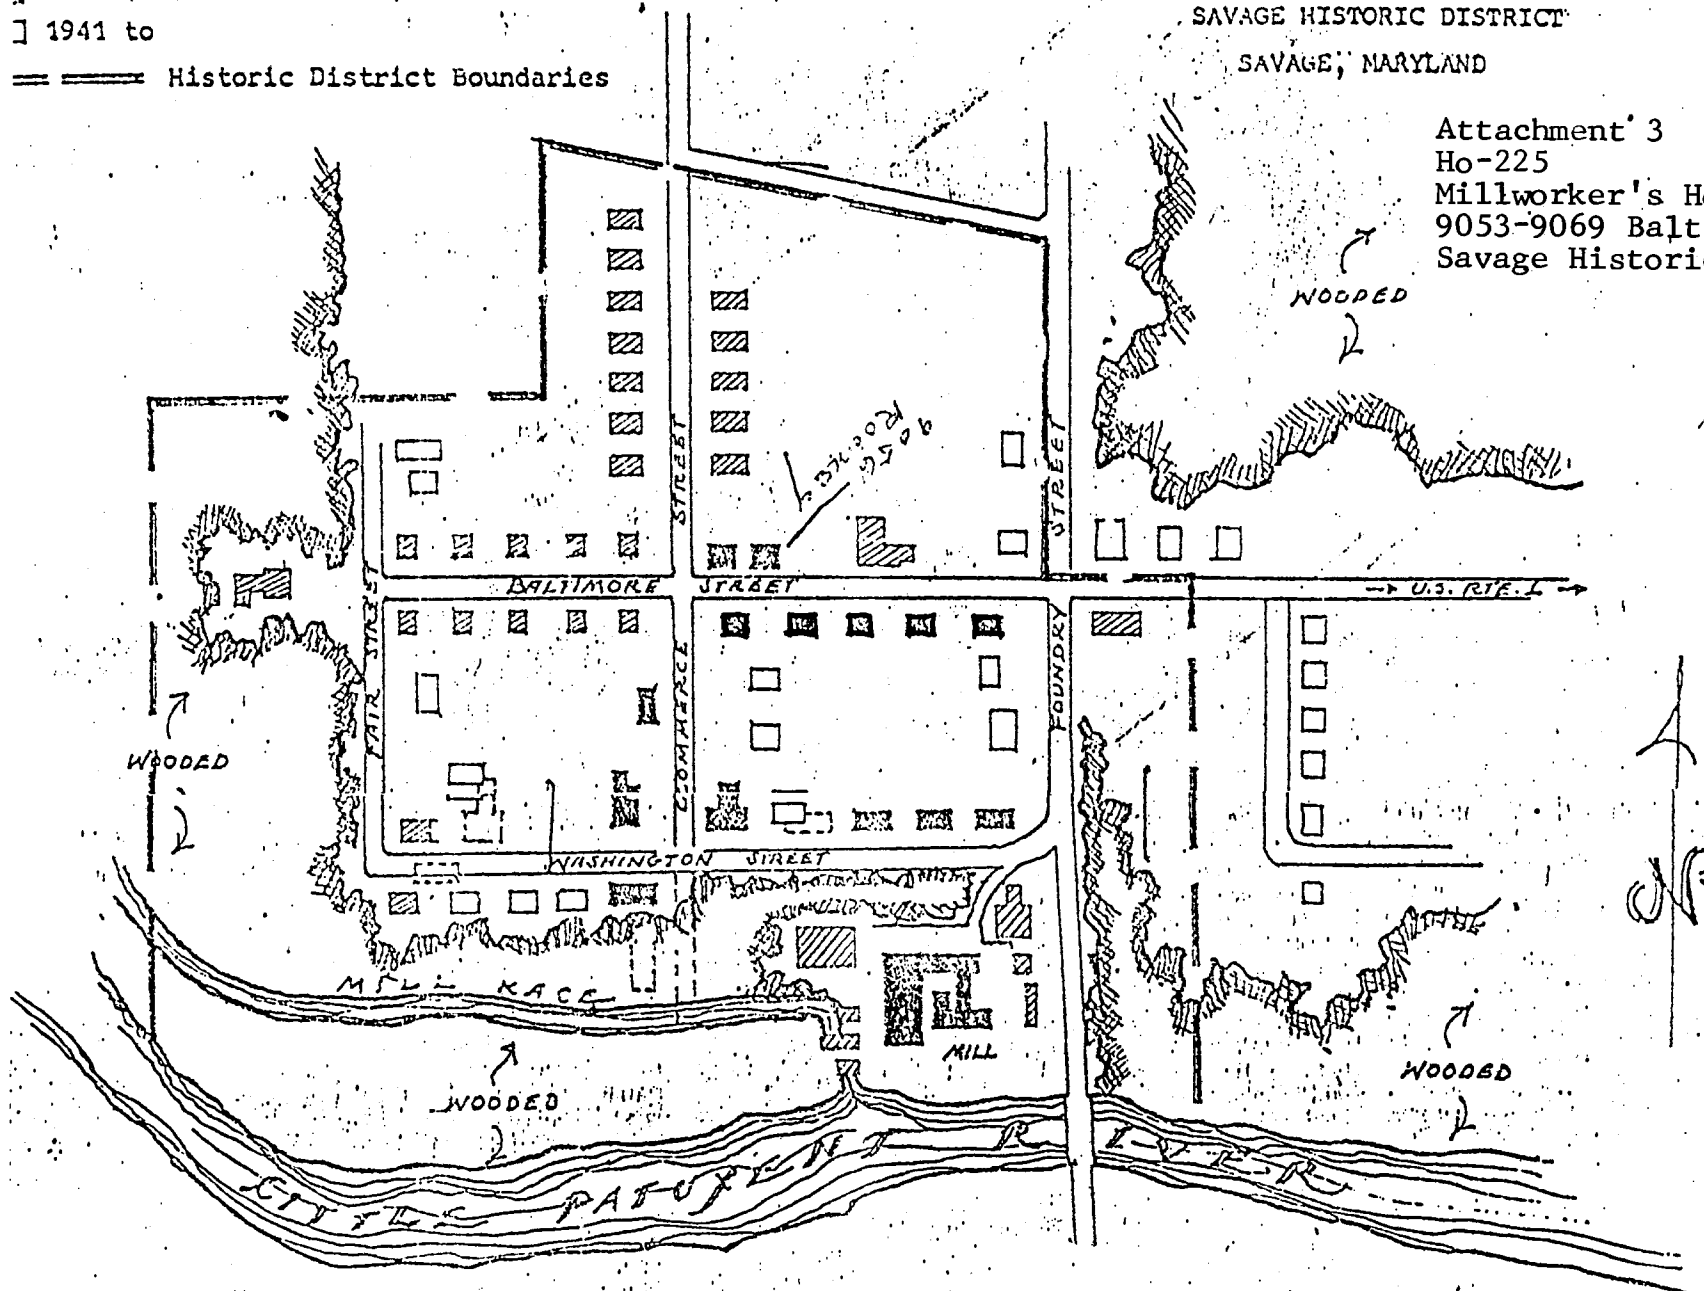 ] 1941 to
Historic District Boundaries
SAVAGE HISTORIC DISTRICT
SAVAGE, MARYLAND
Attachment 3
Ho-225
Millworker's
9053-9069 Balt
Savage Histori
WOODED
STREET
STREET
9056
BALTIMORE STREET
→ U.S. RTE. 1 →
FAIR STREET
COMMERCE
FOUNDRY
WOODED
WASHINGTON STREET
MILL RACE
MILL
WOODED
WOODED
LITTLE PATUXENT RIVER